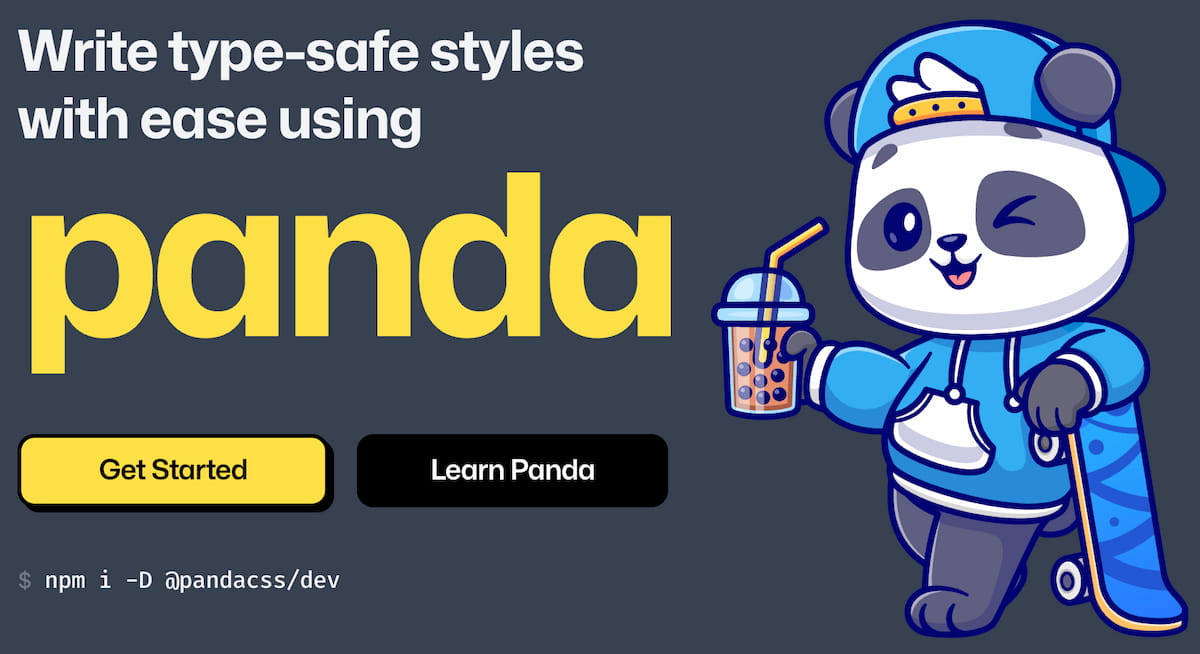 Write type-safe styles
with ease using
panda
Get Started
Learn Panda
$ npm i -D @pandacss/dev